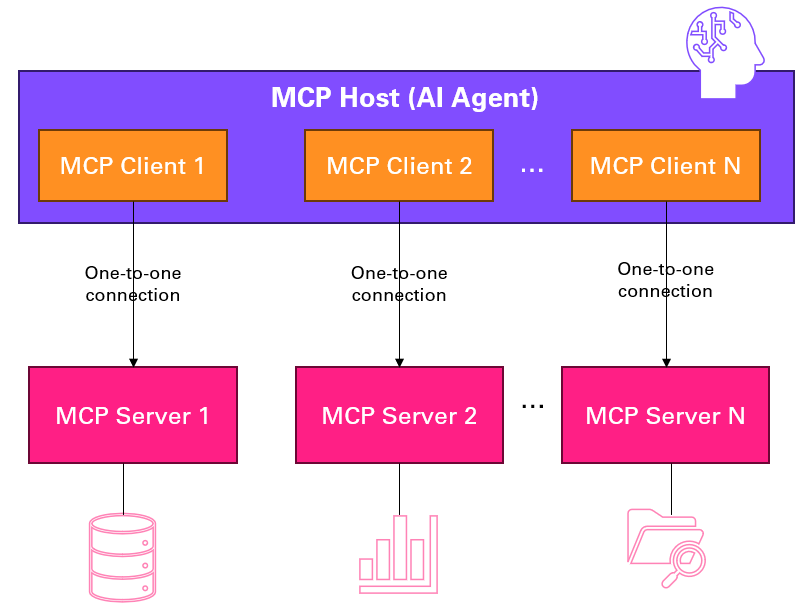 MCP Host (AI Agent)
MCP Client 1
MCP Client 2
...
MCP Client N
One-to-one
connection
One-to-one
connection
One-to-one
connection
MCP Server 1
MCP Server 2
...
MCP Server N